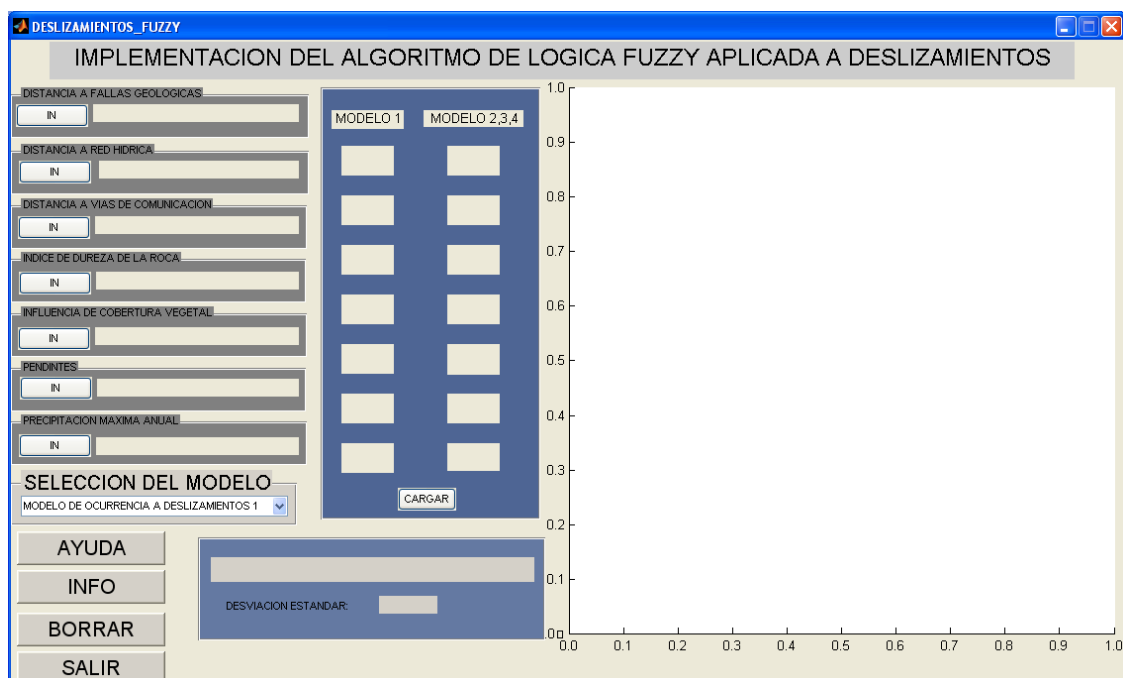 DESLIZAMIENTOS_FUZZY
IMPLEMENTACION DEL ALGORITMO DE LOGICA FUZZY APLICADA A DESLIZAMIENTOS
DISTANCIA A FALLAS GEOLOGICAS
IN
DISTANCIA A RED HIDRICA
IN
DISTANCIA A VIAS DE COMUNICACION
IN
INDICE DE DUREZA DE LA ROCA
IN
INFLUENCIA DE COBERTURA VEGETAL
IN
PENDINTES
IN
PRECIPITACION MAXIMA ANUAL
IN
SELECCION DEL MODELO
MODELO DE OCURRENCIA A DESLIZAMIENTOS 1
AYUDA
INFO
BORRAR
SALIR
MODELO 1 MODELO 2,3,4
CARGAR
DESVIACION ESTANDAR:
1.0
0.9
0.8
0.7
0.6
0.5
0.4
0.3
0.2
0.1
.0
0.0 0.1 0.2 0.3 0.4 0.5 0.6 0.7 0.8 0.9 1.0